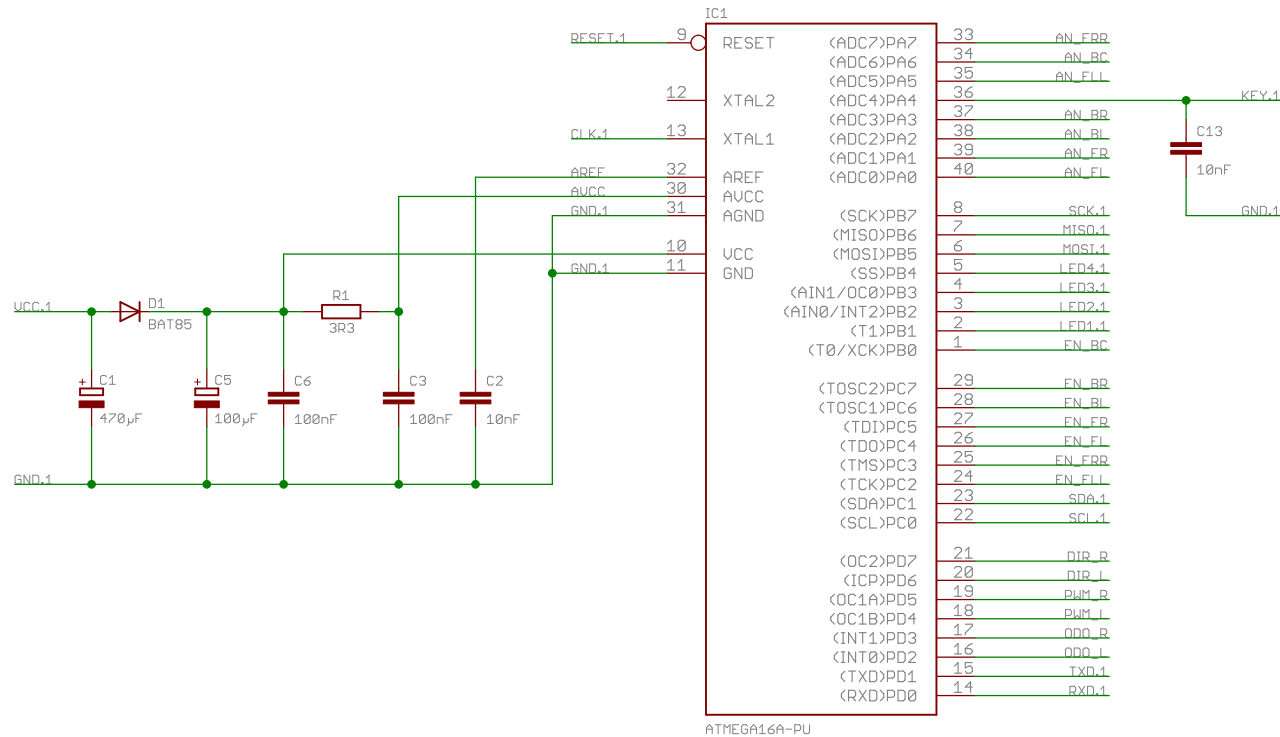 IC1
RESET.1 9 RESET (ADC7)PA7 33 AN_FRR
(ADC6)PA6 34 AN_BC
(ADC5)PA5 35 AN_FLL
12 XTAL2 (ADC4)PA4 36 KEY.1
(ADC3)PA3 37 AN_BR
CLK.1 13 XTAL1 (ADC2)PA2 38 AN_BL C13
(ADC1)PA1 39 AN_FR
AREF 32 AREF (ADC0)PA0 40 AN_FL 10nF
AVCC 30 AVCC
GND.1 31 AGND (SCK)PB7 8 SCK.1 GND.1
(MISO)PB6 7 MISO.1
10 VCC (MOSI)PB5 6 MOSI.1
GND.1 11 GND (SS)PB4 5 LED4.1
(AIN1/OC0)PB3 4 LED3.1
VCC.1 D1 R1 (AIN0/INT2)PB2 3 LED2.1
BAT85 3R3 (T1)PB1 2 LED1.1
(T0/XCK)PB0 1 EN_BC
+ C1 + C5 C6 C3 C2 (TOSC2)PC7 29 EN_BR
(TOSC1)PC6 28 EN_BL
470µF 100µF 100nF 100nF 10nF (TDI)PC5 27 EN_FR
(TDO)PC4 26 EN_FL
(TMS)PC3 25 EN_FRR
GND.1 (TCK)PC2 24 EN_FLL
(SDA)PC1 23 SDA.1
(SCL)PC0 22 SCL.1
(OC2)PD7 21 DIR_R
(ICP)PD6 20 DIR_L
(OC1A)PD5 19 PWM_R
(OC1B)PD4 18 PWM_L
(INT1)PD3 17 ODO_R
(INT0)PD2 16 ODO_L
(TXD)PD1 15 TXD.1
(RXD)PD0 14 RXD.1
ATMEGA16A-PU